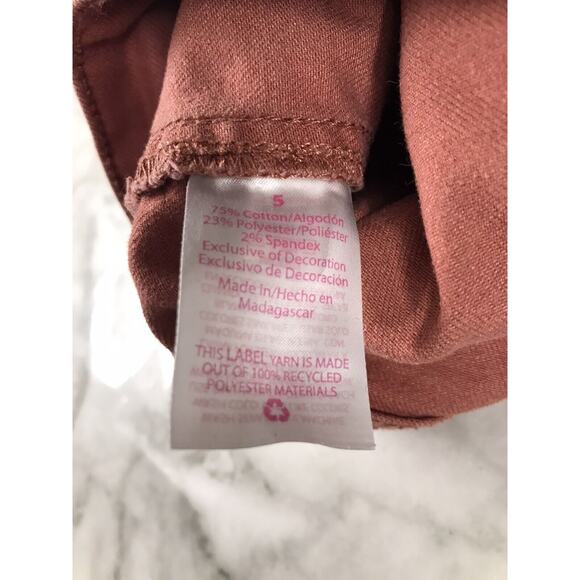 5
75% Cotton/Algodón
23% Polyester/Poliéster
2% Spandex
Exclusive of Decoration
Exclusivo de Decoración
Made In/Hecho en
Madagascar
THIS LABEL YARN IS MADE
OUT OF 100% RECYCLED
POLYESTER MATERIALS